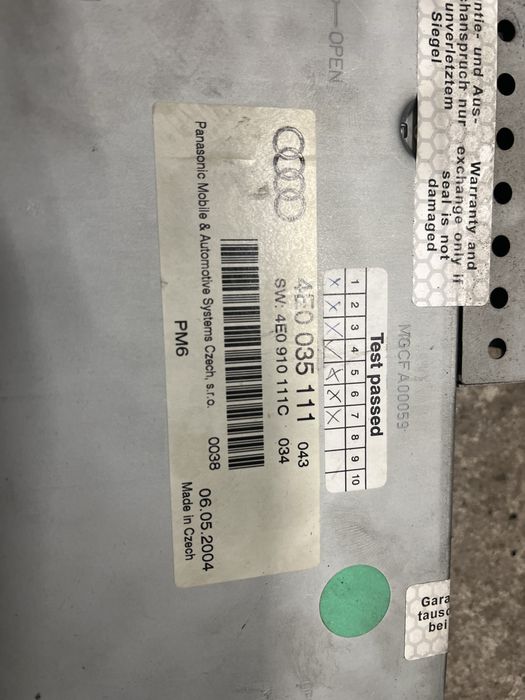 OPEN
ntie- und Aus-
hanspruch nur
unverletztem
Siegel
Warranty and
exchange only if
seal is not
damaged
MGCFA00059
Test passed
1 2 3 4 5 6 7 8 9 10
X X X X X X X
4E0 035 111 043
SW: 4E0 910 111C 034
Panasonic Mobile & Automotive Systems Czech, s.r.o. 0038 06.05.2004
PM6 Made in Czech
Gara
tausc
bei